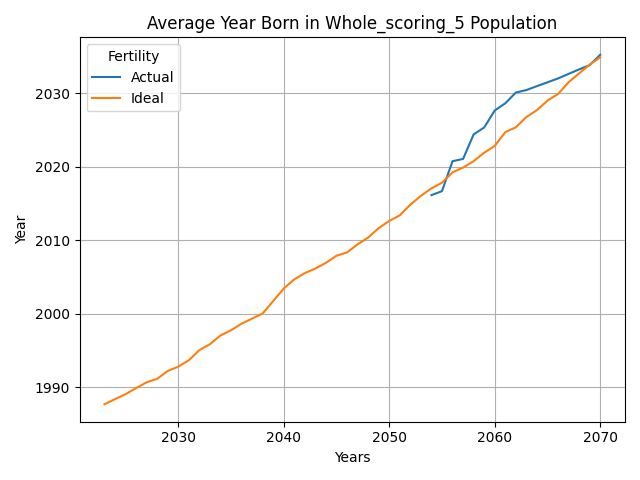 Average Year Born in Whole_scoring_5 Population
Fertility
Actual
Ideal
Year
2030
2020
2010
2000
1990
2030 2040 2050 2060 2070
Years